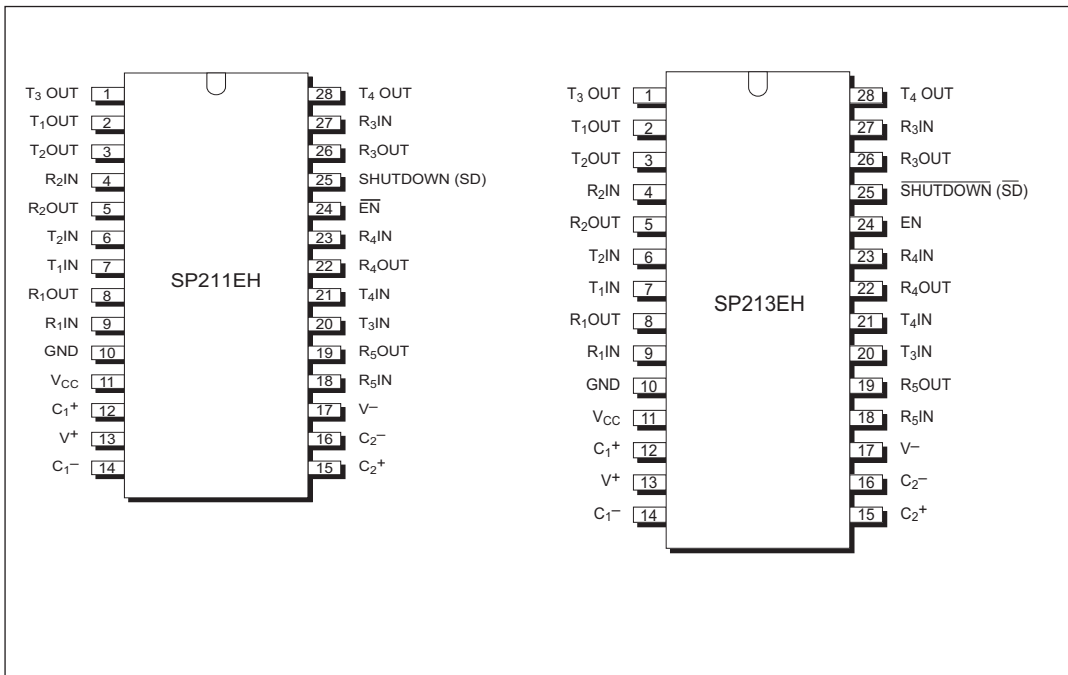 T₃ OUT 1 28 T₄ OUT
T₁OUT 2 27 R₃IN
T₂OUT 3 26 R₃OUT
R₂IN 4 25 SHUTDOWN (SD)
R₂OUT 5 24 E̅N̅
T₂IN 6 23 R₄IN
T₁IN 7 22 R₄OUT
R₁OUT 8 21 T₄IN
R₁IN 9 20 T₃IN
GND 10 19 R₅OUT
V_CC 11 18 R₅IN
C₁⁺ 12 17 V⁻
V⁺ 13 16 C₂⁻
C₁⁻ 14 15 C₂⁺
SP211EH
T₃ OUT 1 28 T₄ OUT
T₁OUT 2 27 R₃IN
T₂OUT 3 26 R₃OUT
R₂IN 4 25 S̅H̅U̅T̅D̅O̅W̅N̅ (S̅D̅)
R₂OUT 5 24 EN
T₂IN 6 23 R₄IN
T₁IN 7 22 R₄OUT
R₁OUT 8 21 T₄IN
R₁IN 9 20 T₃IN
GND 10 19 R₅OUT
V_CC 11 18 R₅IN
C₁⁺ 12 17 V⁻
V⁺ 13 16 C₂⁻
C₁⁻ 14 15 C₂⁺
SP213EH